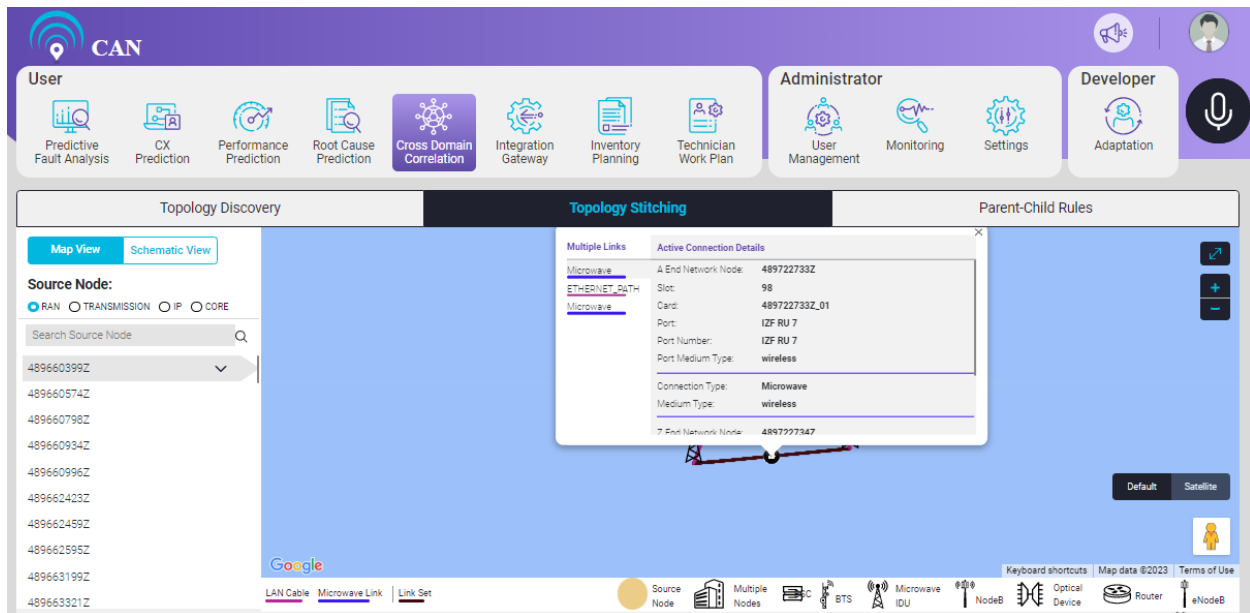 CAN
User
Administrator
Developer
Predictive
Fault Analysis
CX
Prediction
Performance
Prediction
Root Cause
Prediction
Cross Domain
Correlation
Integration
Gateway
Inventory
Planning
Technician
Work Plan
User
Management
Monitoring
Settings
Adaptation
Topology Discovery
Topology Stitching
Parent-Child Rules
Map View
Schematic View
Source Node:
RAN TRANSMISSION IP CORE
Search Source Node
489660399Z
489660574Z
489660798Z
489660934Z
489660996Z
489662423Z
489662459Z
489662595Z
489663199Z
489663321Z
Multiple Links
Microwave
ETHERNET_PATH
Microwave
Active Connection Details
A End Network Node: 489722733Z
Slot: 98
Card: 489722733Z_01
Port: IZF RU 7
Port Number: IZF RU 7
Port Medium Type: wireless
Connection Type: Microwave
Medium Type: wireless
Z End Network Node: 489722734Z
Default
Satellite
Google
Keyboard shortcuts Map data ©2023 Terms of Use
LAN Cable Microwave Link Link Set
Source
Node
Multiple
Nodes
BTS
Microwave
IDU
NodeB
Optical
Device
Router
eNodeB